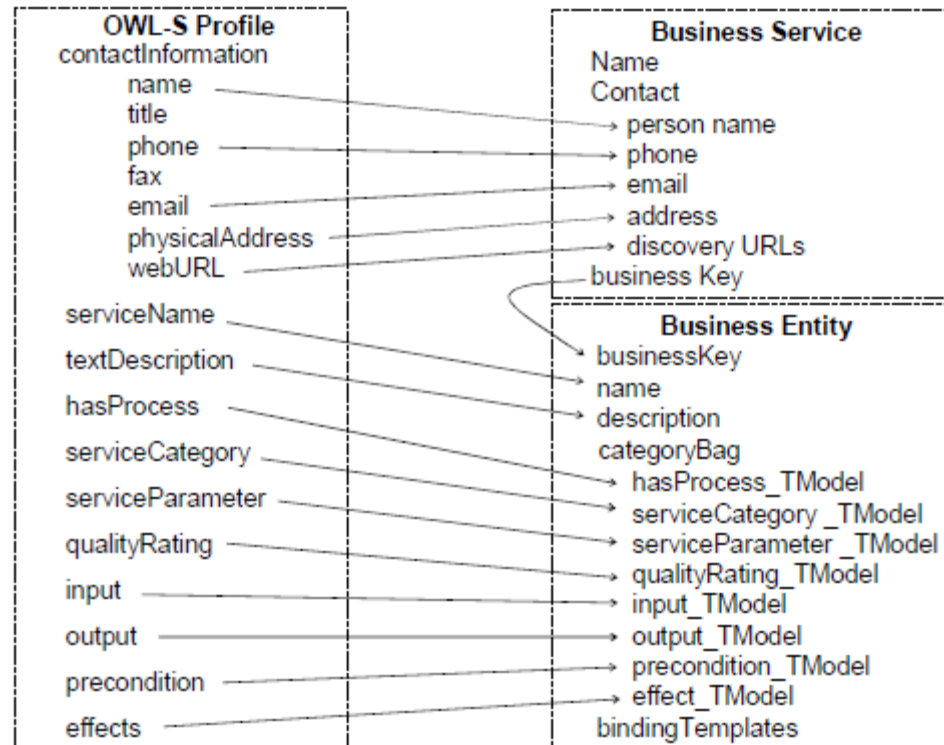 OWL-S Profile
contactInformation
name
title
phone
fax
email
physicalAddress
webURL
serviceName
textDescription
hasProcess
serviceCategory
serviceParameter
qualityRating
input
output
precondition
effects
Business Service
Name
Contact
person name
phone
email
address
discovery URLs
business Key
Business Entity
businessKey
name
description
categoryBag
hasProcess_TModel
serviceCategory _TModel
serviceParameter _TModel
qualityRating_TModel
input_TModel
output_TModel
precondition_TModel
effect_TModel
bindingTemplates